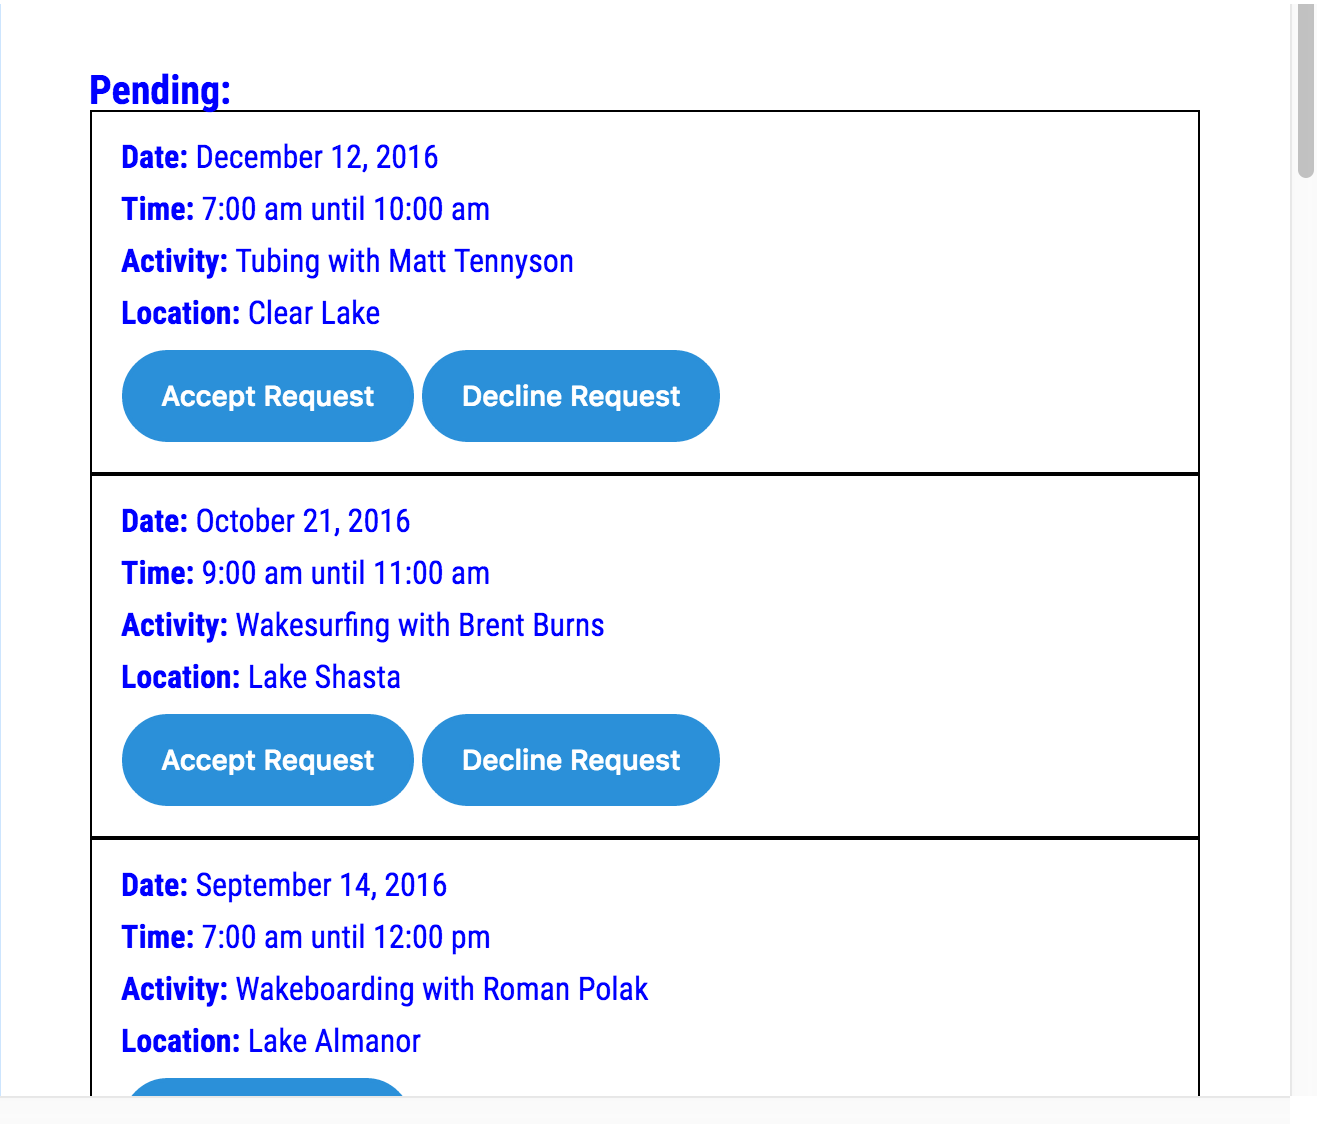 Pending:
Date: December 12, 2016
Time: 7:00 am until 10:00 am
Activity: Tubing with Matt Tennyson
Location: Clear Lake
Accept Request Decline Request
Date: October 21, 2016
Time: 9:00 am until 11:00 am
Activity: Wakesurfing with Brent Burns
Location: Lake Shasta
Accept Request Decline Request
Date: September 14, 2016
Time: 7:00 am until 12:00 pm
Activity: Wakeboarding with Roman Polak
Location: Lake Almanor